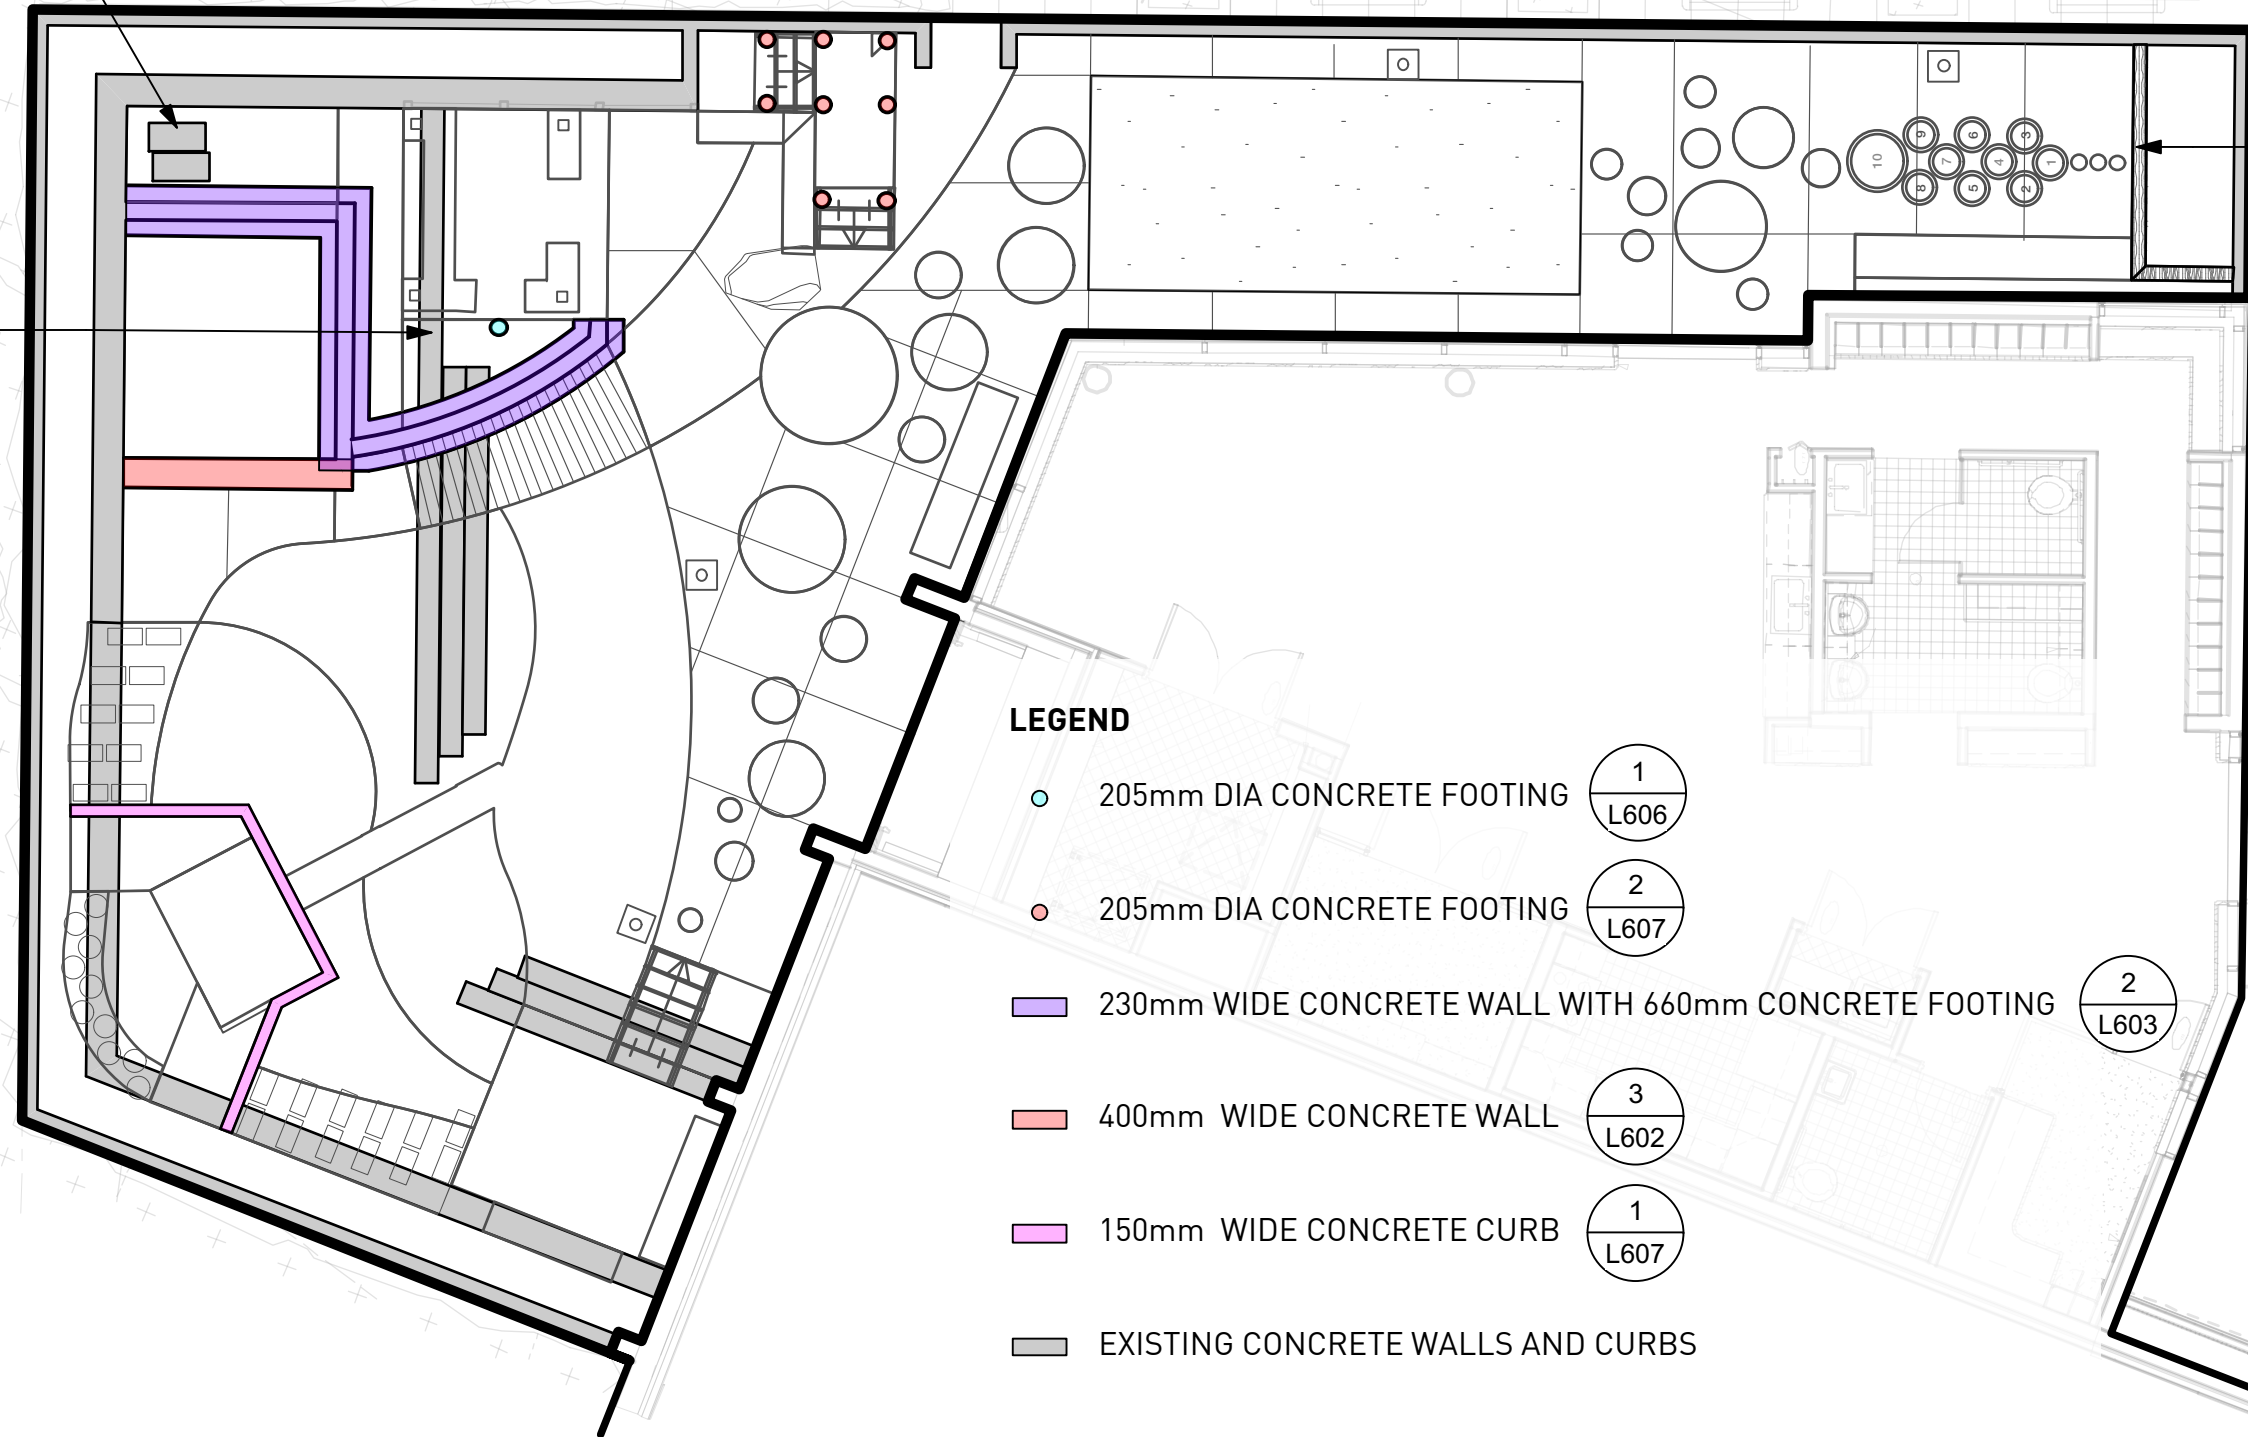 10
9
8
7
6
5
4
3
2
1
LEGEND
205mm DIA CONCRETE FOOTING
1
L606
205mm DIA CONCRETE FOOTING
2
L607
230mm WIDE CONCRETE WALL WITH 660mm CONCRETE FOOTING
2
L603
400mm WIDE CONCRETE WALL
3
L602
150mm WIDE CONCRETE CURB
1
L607
EXISTING CONCRETE WALLS AND CURBS